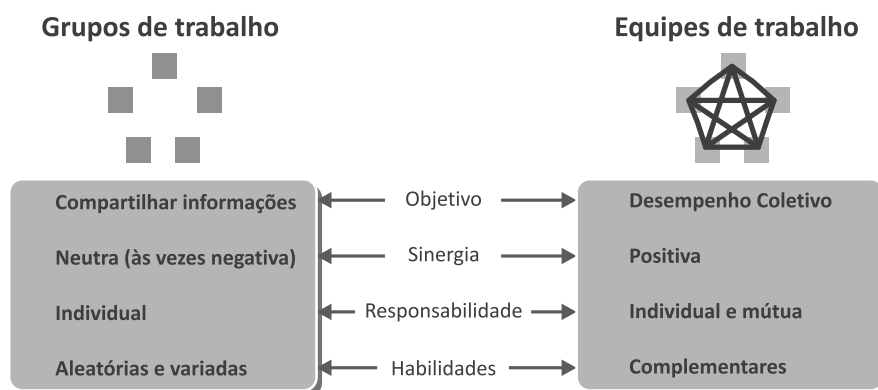 Grupos de trabalho Equipes de trabalho
Compartilhar informações Objetivo Desempenho Coletivo
Neutra (às vezes negativa) Sinergia Positiva
Individual Responsabilidade Individual e mútua
Aleatórias e variadas Habilidades Complementares